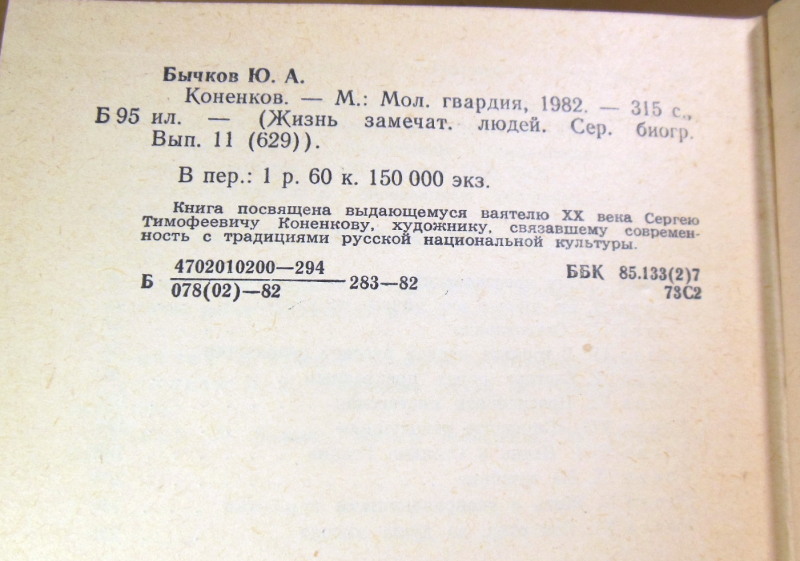 Бычков Ю. А.
Коненков. — М.: Мол. гвардия, 1982. — 315 с.,
Б 95 ил. — (Жизнь замечат. людей. Сер. биогр.
Вып. 11 (629)).
В пер.: 1 р. 60 к. 150 000 экз.
Книга посвящена выдающемуся ваятелю XX века Сергею
Тимофеевичу Коненкову, художнику, связавшему современ-
ность с традициями русской национальной культуры.
4702010200—294
Б 283—82
078(02)—82
ББК 85.133(2)7
73С2